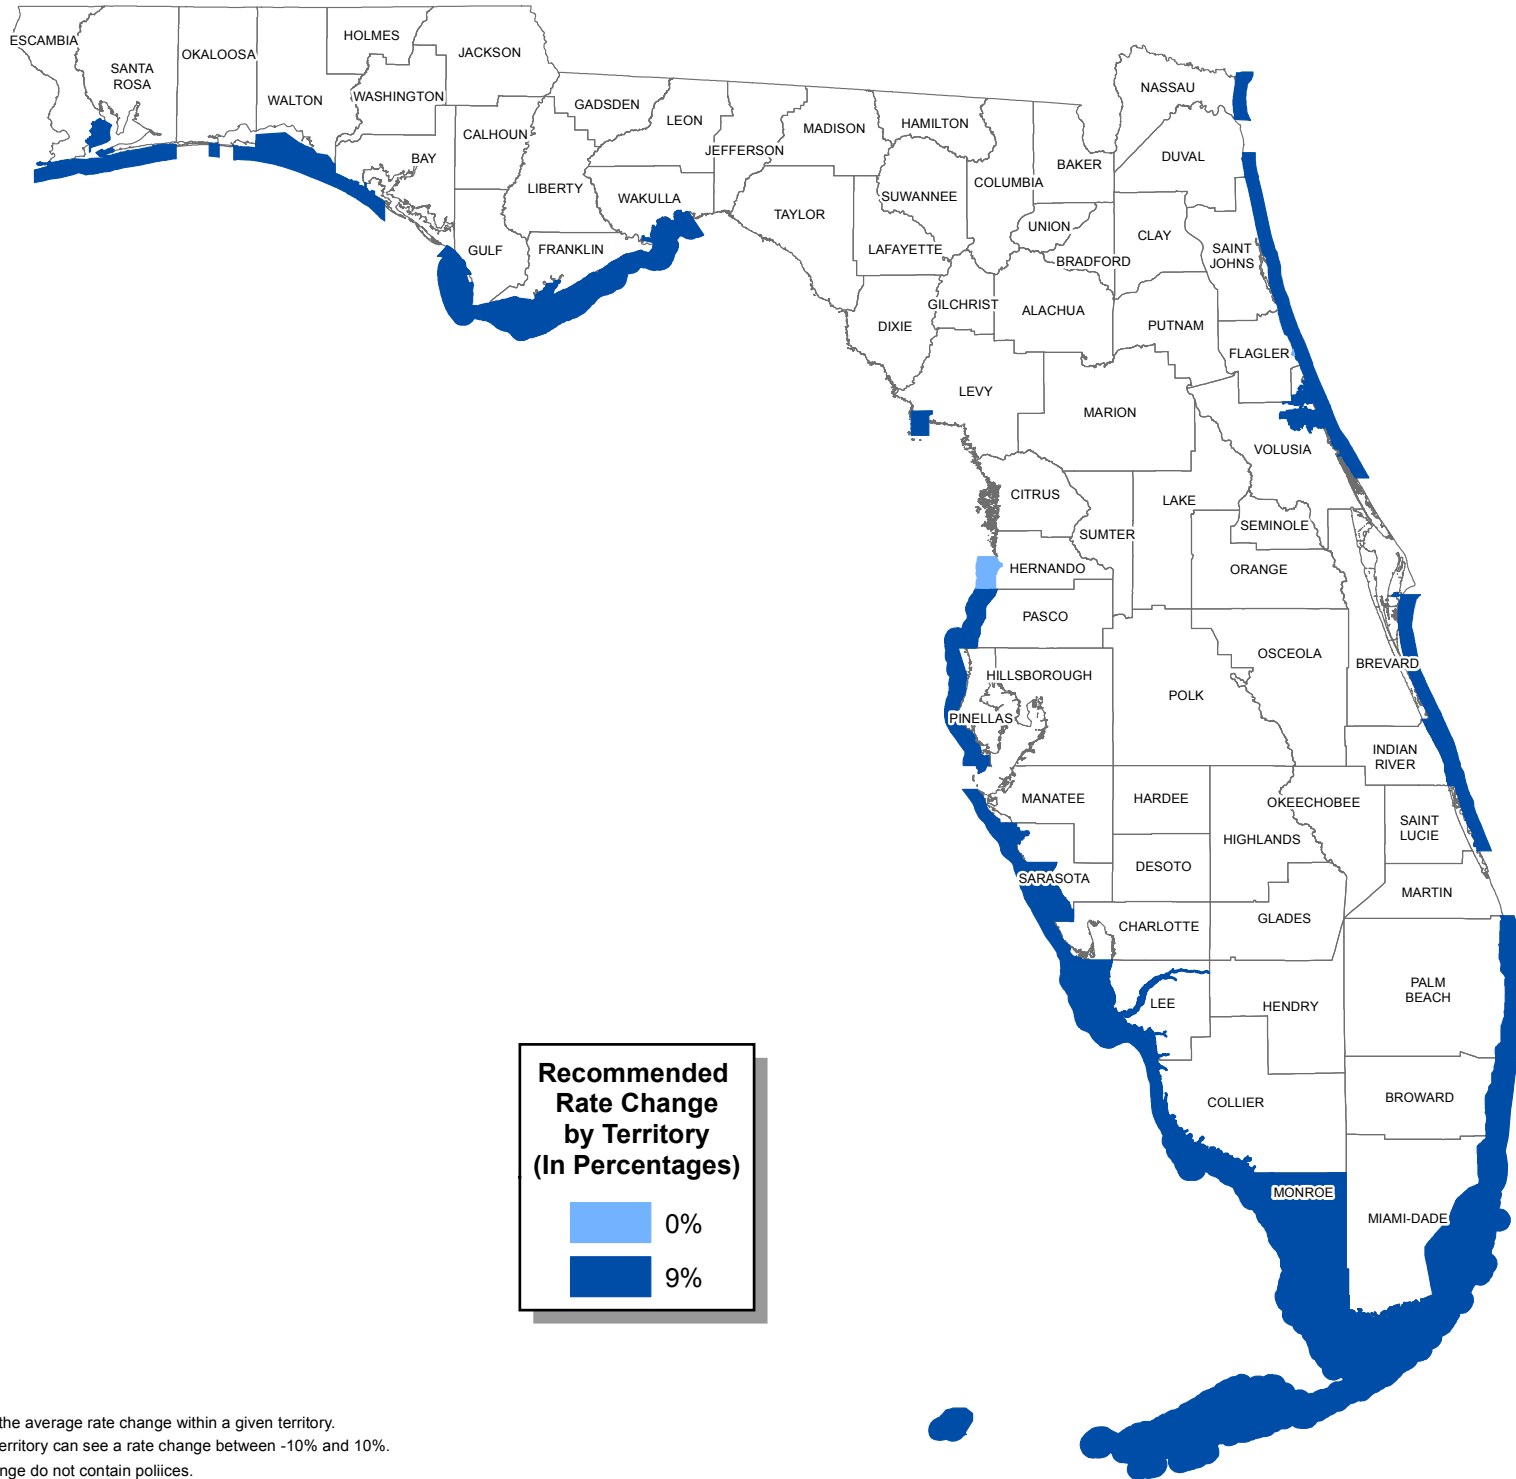 ESCAMBIA
SANTA
ROSA
OKALOOSA
WALTON
HOLMES
WASHINGTON
JACKSON
BAY
CALHOUN
GULF
GADSDEN
LIBERTY
FRANKLIN
LEON
WAKULLA
JEFFERSON
MADISON
TAYLOR
HAMILTON
SUWANNEE
LAFAYETTE
DIXIE
COLUMBIA
GILCHRIST
BAKER
UNION
BRADFORD
ALACHUA
NASSAU
DUVAL
CLAY
SAINT
JOHNS
PUTNAM
FLAGLER
LEVY
MARION
VOLUSIA
CITRUS
SUMTER
LAKE
SEMINOLE
ORANGE
HERNANDO
PASCO
HILLSBOROUGH
PINELLAS
POLK
OSCEOLA
BREVARD
INDIAN
RIVER
MANATEE
HARDEE
HIGHLANDS
OKEECHOBEE
SAINT
LUCIE
SARASOTA
DESOTO
MARTIN
CHARLOTTE
GLADES
LEE
HENDRY
PALM
BEACH
COLLIER
BROWARD
MONROE
MIAMI-DADE
Recommended
Rate Change
by Territory
(In Percentages)
0%
9%
the average rate change within a given territory.
erritory can see a rate change between -10% and 10%.
nge do not contain poliices.